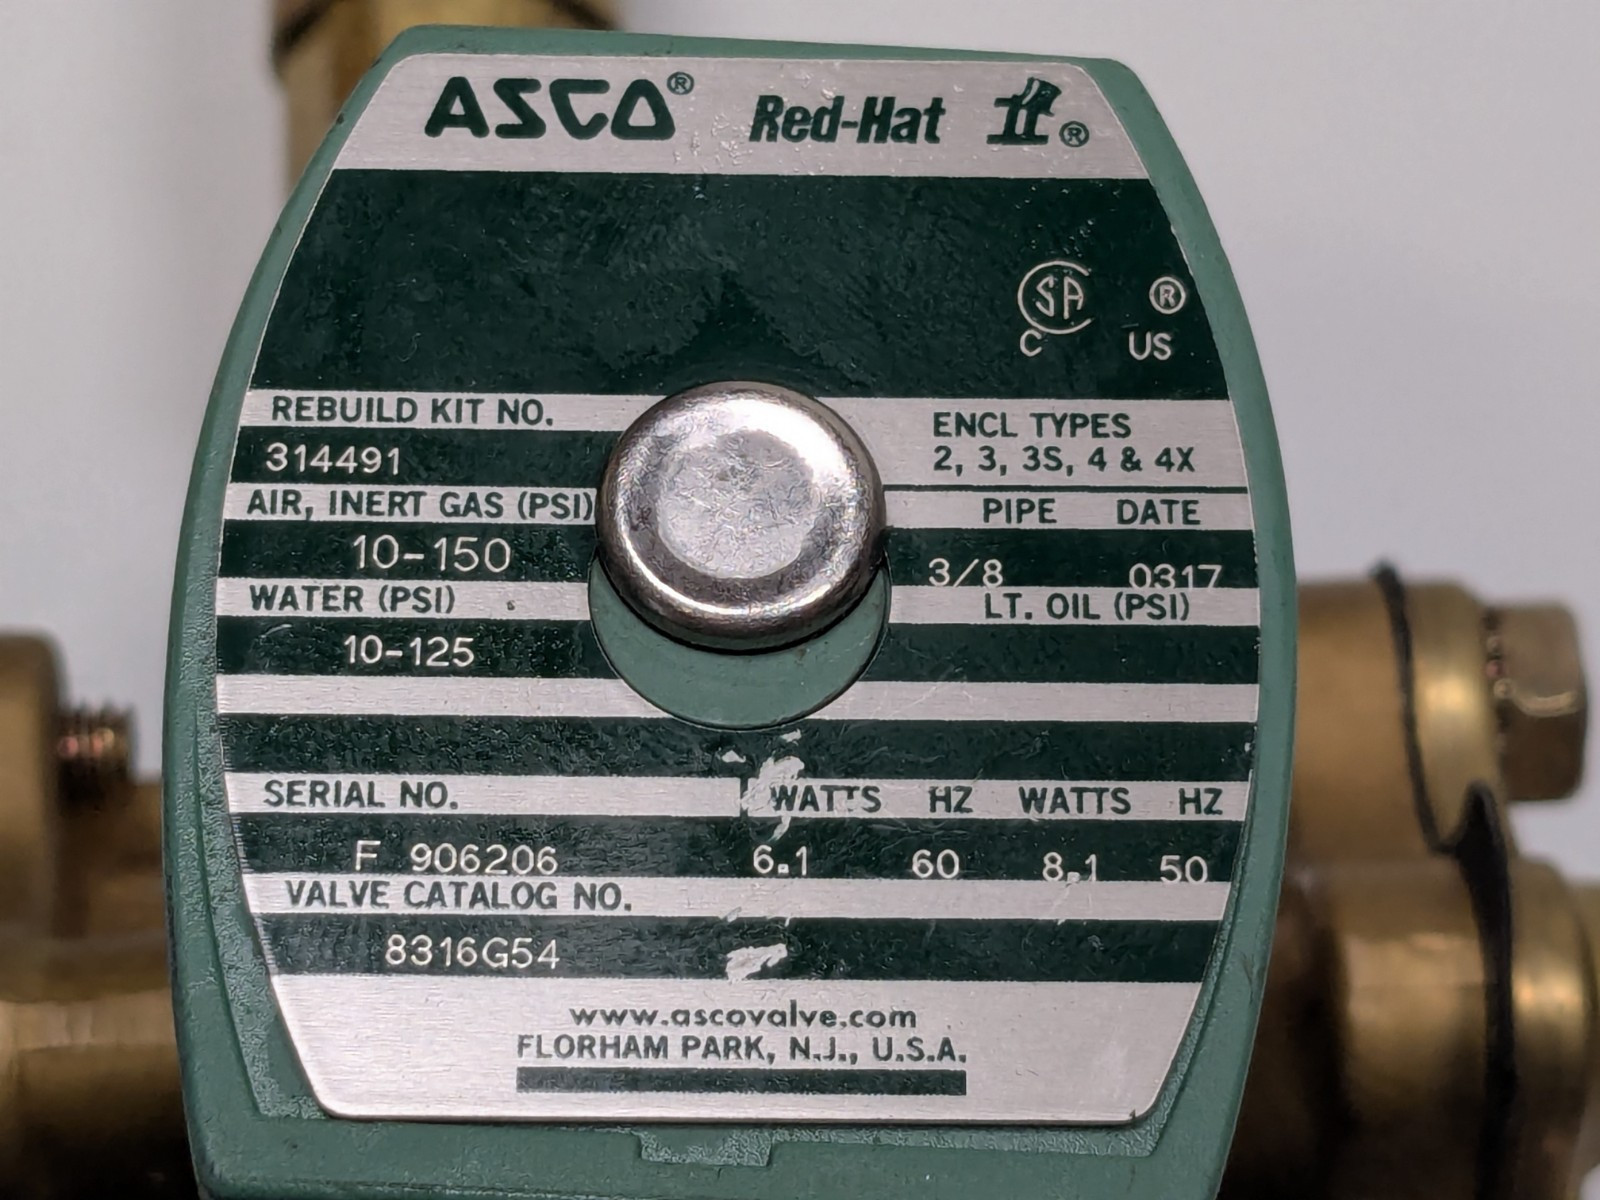 ASCO® Red-Hat II®
SA ®
C US
REBUILD KIT NO.
314491
ENCL TYPES
2, 3, 3S, 4 & 4X
AIR, INERT GAS (PSI)
10-150
PIPE DATE
3/8 0317
WATER (PSI)
10-125
LT. OIL (PSI)
SERIAL NO. WATTS HZ WATTS HZ
F 906206 6.1 60 8.1 50
VALVE CATALOG NO.
8316G54
www.ascovalve.com
FLORHAM PARK, N.J., U.S.A.